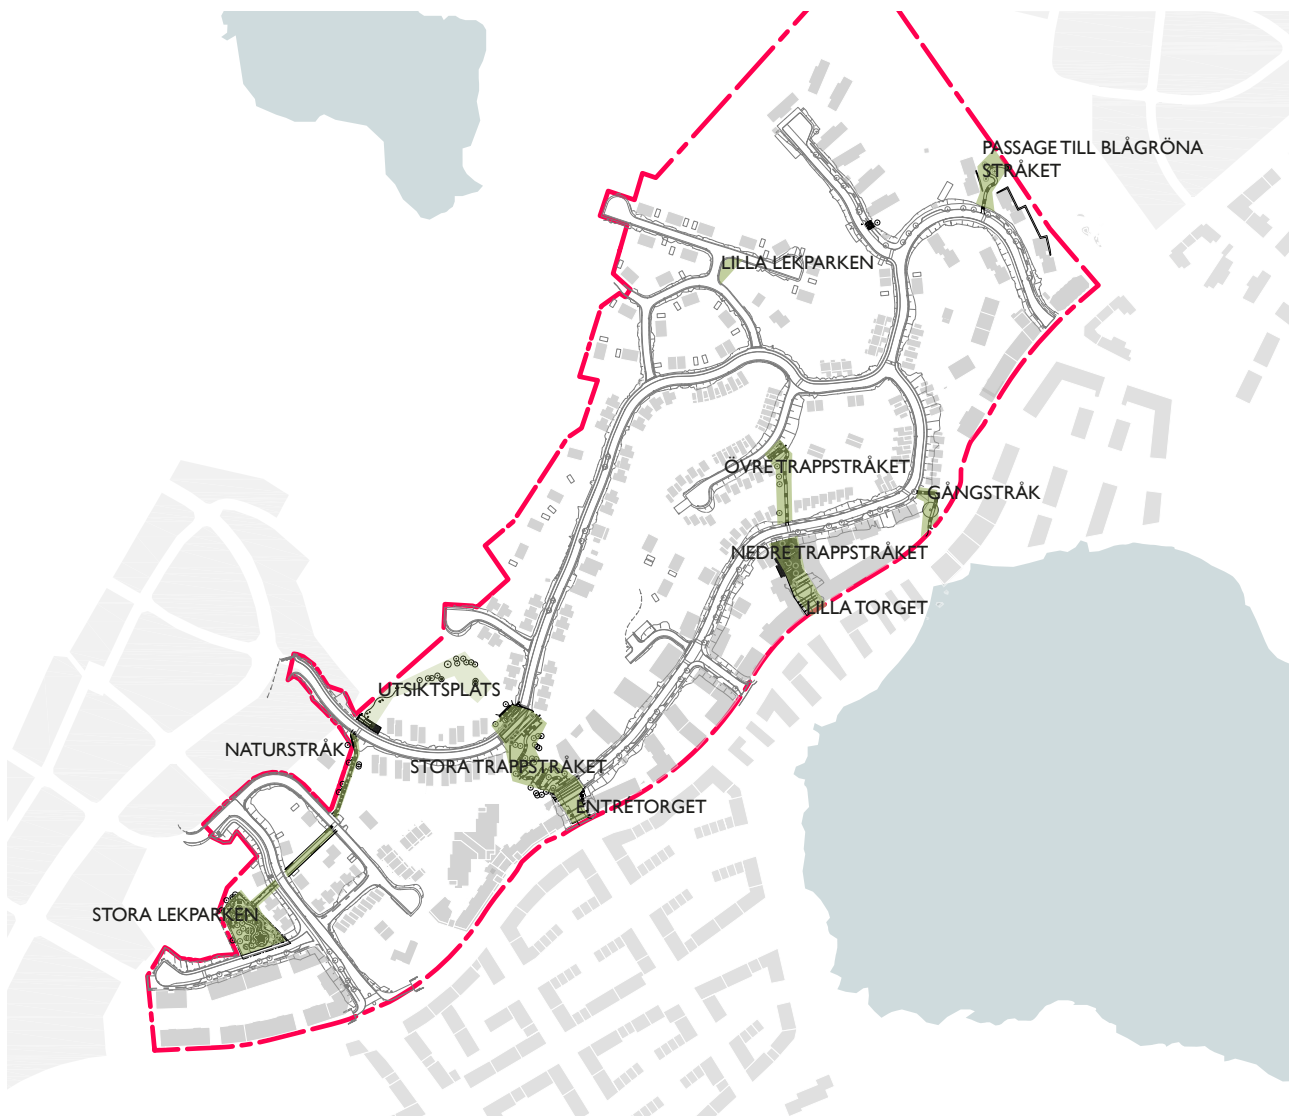 PASSAGE TILL BLÅGRÖNA
STRÅKET
LILLA LEKPARKEN
ÖVRE TRAPPSTRÅKET
GÅNGSTRÅK
NEDRE TRAPPSTRÅKET
LILLA TORGET
UTSIKTSPLATS
NATURSTRÅK
STORA TRAPPSTRÅKET
ENTRÉTORGET
STORA LEKPARKEN